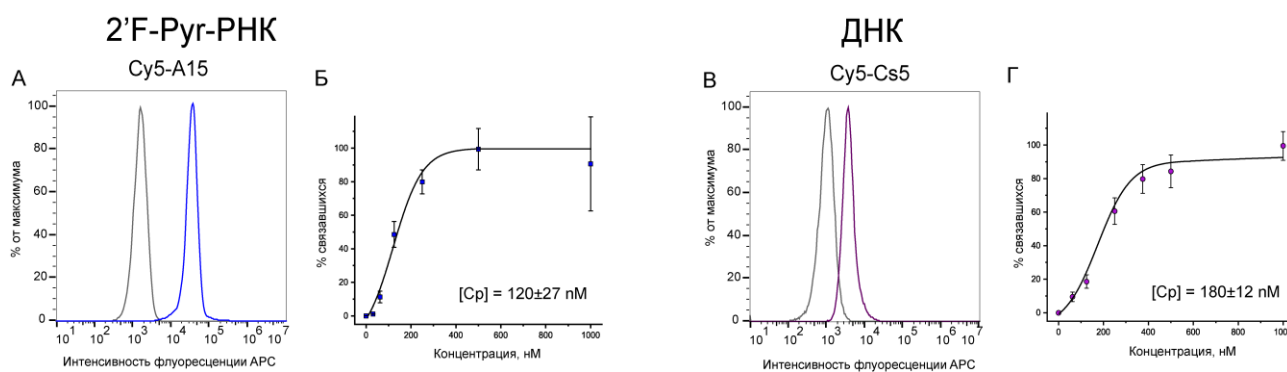 2'F-Pyr-РНК
ДНК
А
Cy5-A15
Б
В
Cy5-Cs5
Г
100
80
60
40
20
0
% от максимума
10^1 10^2 10^3 10^4 10^5 10^6 10^7
Интенсивность флуоресценции APC
100
80
60
40
20
0
% связавшихся
[Cp] = 120±27 nM
0 200 400 600 800 1000
Концентрация, нМ
100
80
60
40
20
0
% от максимума
10^1 10^2 10^3 10^4 10^5 10^6 10^7
Интенсивность флуоресценции APC
100
80
60
40
20
0
% связавшихся
[Cp] = 180±12 nM
0 200 400 600 800 1000
Концентрация, нМ